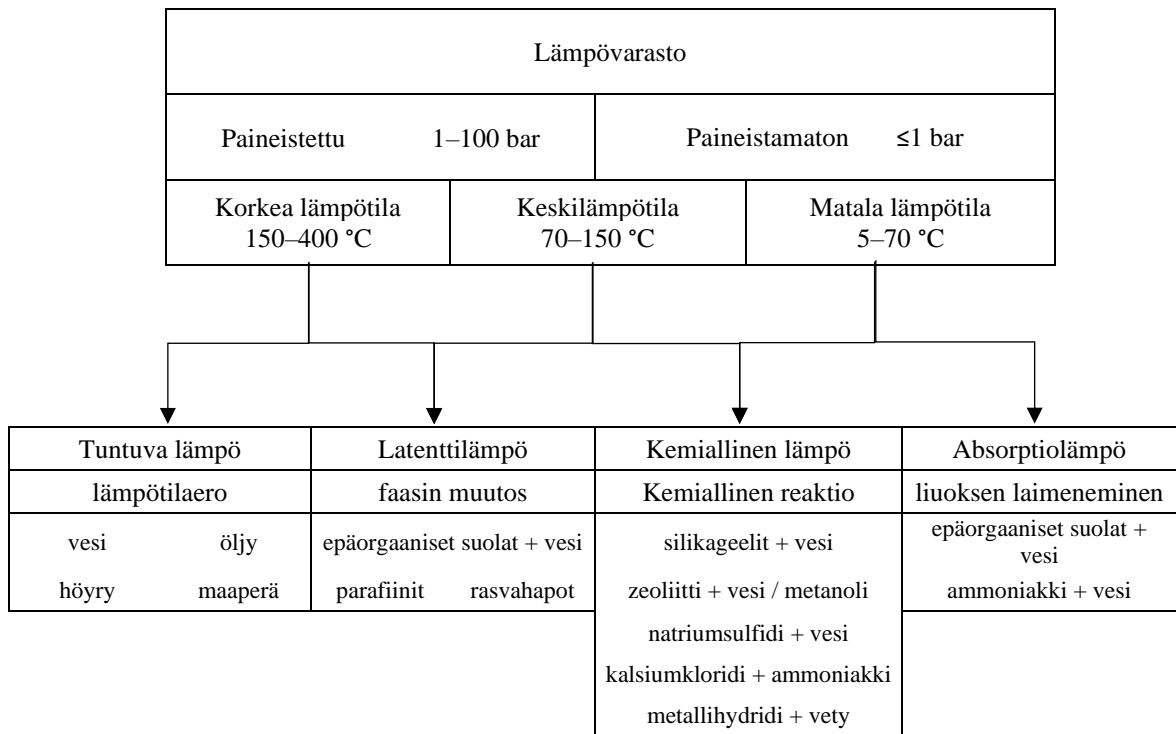 Lämpövarasto
Paineistettu 1–100 bar
Paineistamaton ≤1 bar
Korkea lämpötila
150–400 °C
Keskilämpötila
70–150 °C
Matala lämpötila
5–70 °C
Tuntuva lämpö
lämpötilaero
vesi öljy
höyry maaperä
Latenttilämpö
faasin muutos
epäorgaaniset suolat + vesi
parafiinit rasvahapot
Kemiallinen lämpö
Kemiallinen reaktio
silikageelit + vesi
zeoliitti + vesi / metanoli
natriumsulfidi + vesi
kalsiumkloridi + ammoniakki
metallihydridi + vety
Absorptiolämpö
liuoksen laimeneminen
epäorgaaniset suolat +
vesi
ammoniakki + vesi